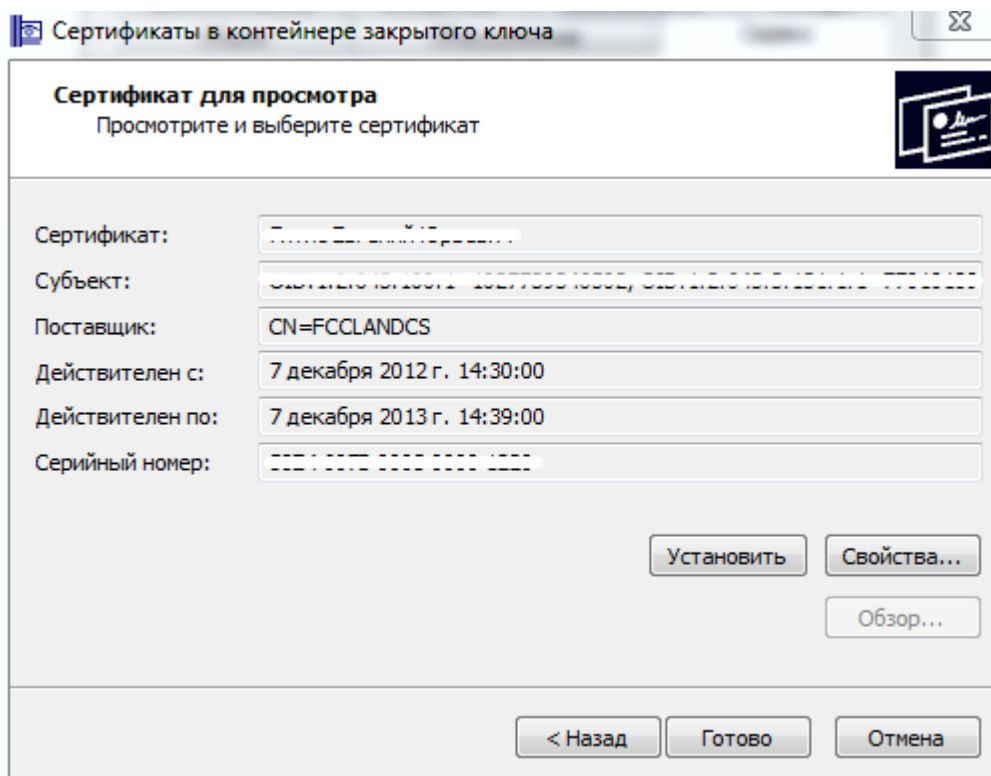 Сертификаты в контейнере закрытого ключа
Сертификат для просмотра
Просмотрите и выберите сертификат
Сертификат:
Субъект:
Поставщик: CN=FCCLANDCS
Действителен с: 7 декабря 2012 г. 14:30:00
Действителен по: 7 декабря 2013 г. 14:39:00
Серийный номер:
Установить Свойства...
Обзор...
< Назад Готово Отмена